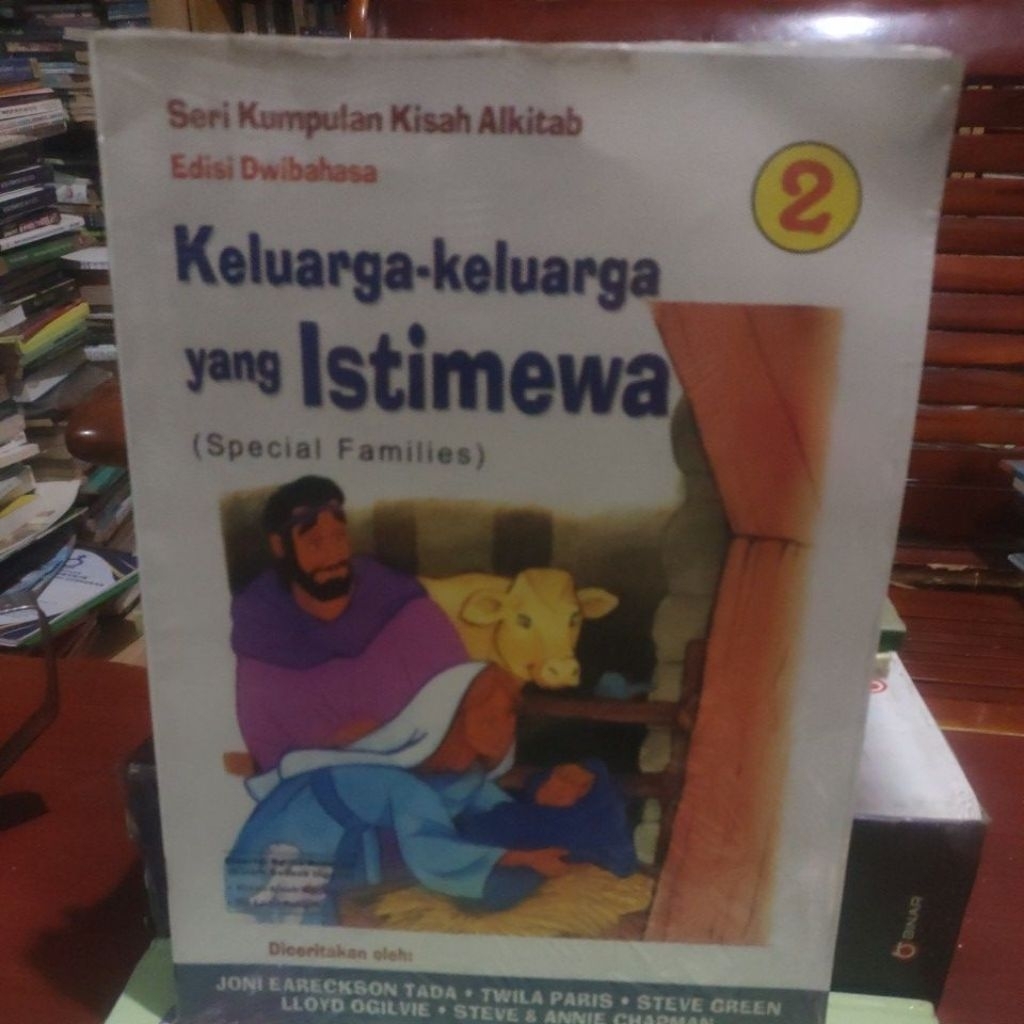 Seri Kumpulan Kisah Alkitab
Edisi Dwibahasa
2
Keluarga-keluarga
yang Istimewa
(Special Families)
Diceritakan oleh:
JONI EARECKSON TADA • TWILA PARIS • STEVE GREEN
LLOYD OGILVIE • STEVE & ANNIE CHAPMAN
BINAR